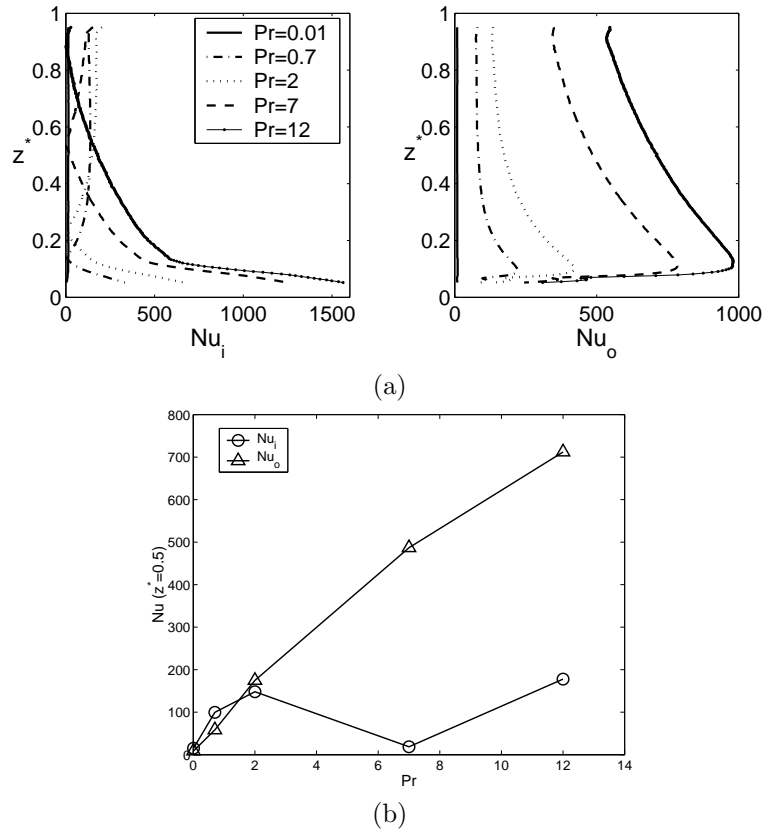 1
0.8
0.6
0.4
0.2
0
z*
0 500 1000 1500
Nu_i
Pr=0.01
Pr=0.7
Pr=2
Pr=7
Pr=12
1
0.8
0.6
0.4
0.2
0
z*
0 500 1000
Nu_o
(a)
800
700
600
500
400
300
200
100
0
Nu (z*=0.5)
Nu_i
Nu_o
0 2 4 6 8 10 12 14
Pr
(b)